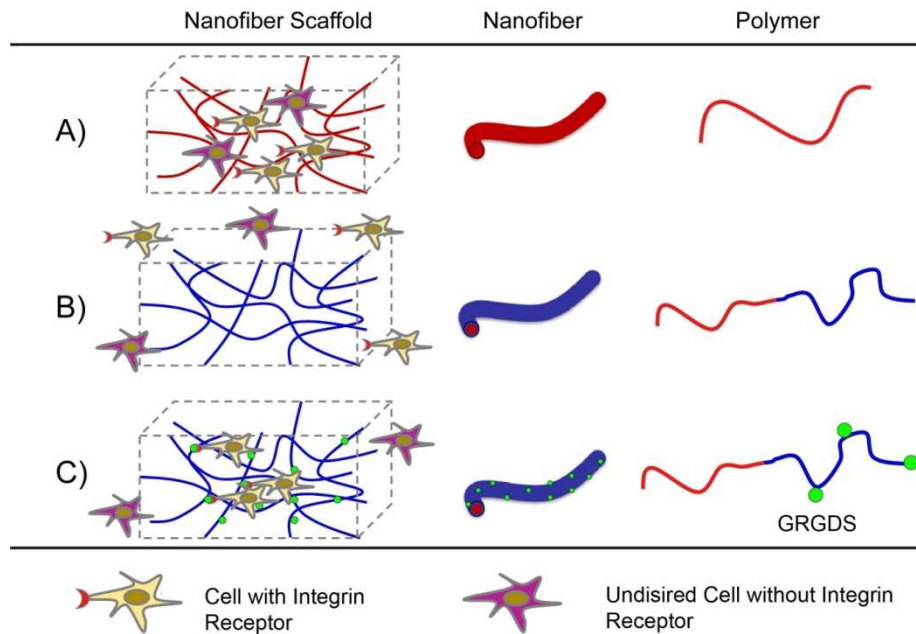 Nanofiber Scaffold Nanofiber Polymer
A)
B)
C)
GRGDS
Cell with Integrin
Receptor
Undisired Cell without Integrin
Receptor